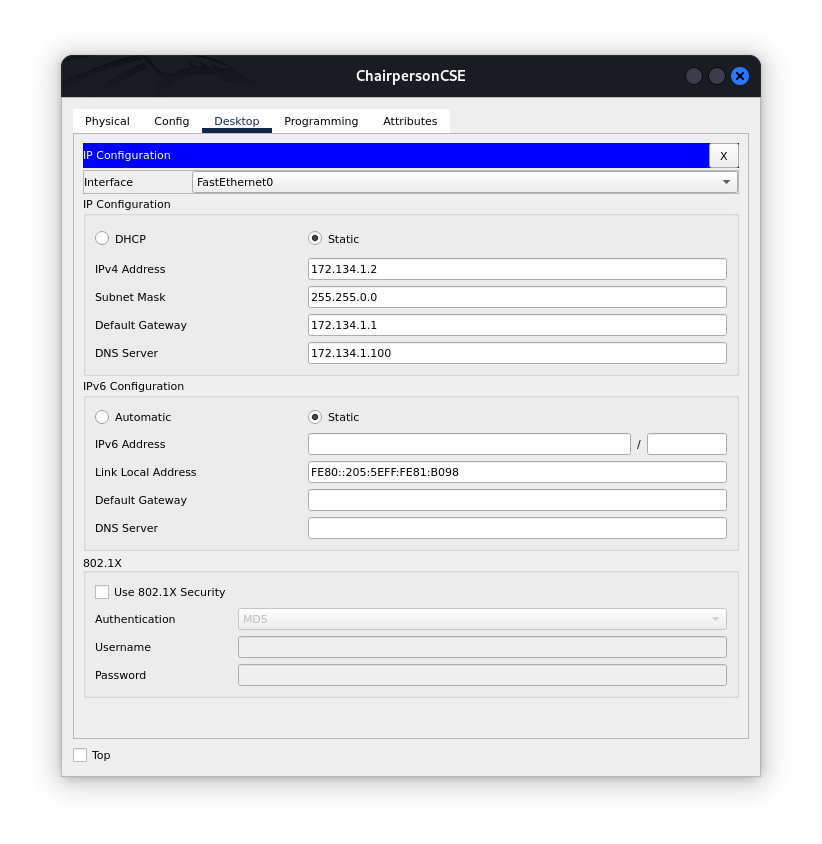 ChairpersonCSE
Physical Config Desktop Programming Attributes
IP Configuration X
Interface FastEthernet0
IP Configuration
DHCP Static
IPv4 Address 172.134.1.2
Subnet Mask 255.255.0.0
Default Gateway 172.134.1.1
DNS Server 172.134.1.100
IPv6 Configuration
Automatic Static
IPv6 Address /
Link Local Address FE80::205:5EFF:FE81:B098
Default Gateway
DNS Server
802.1X
Use 802.1X Security
Authentication MD5
Username
Password
Top